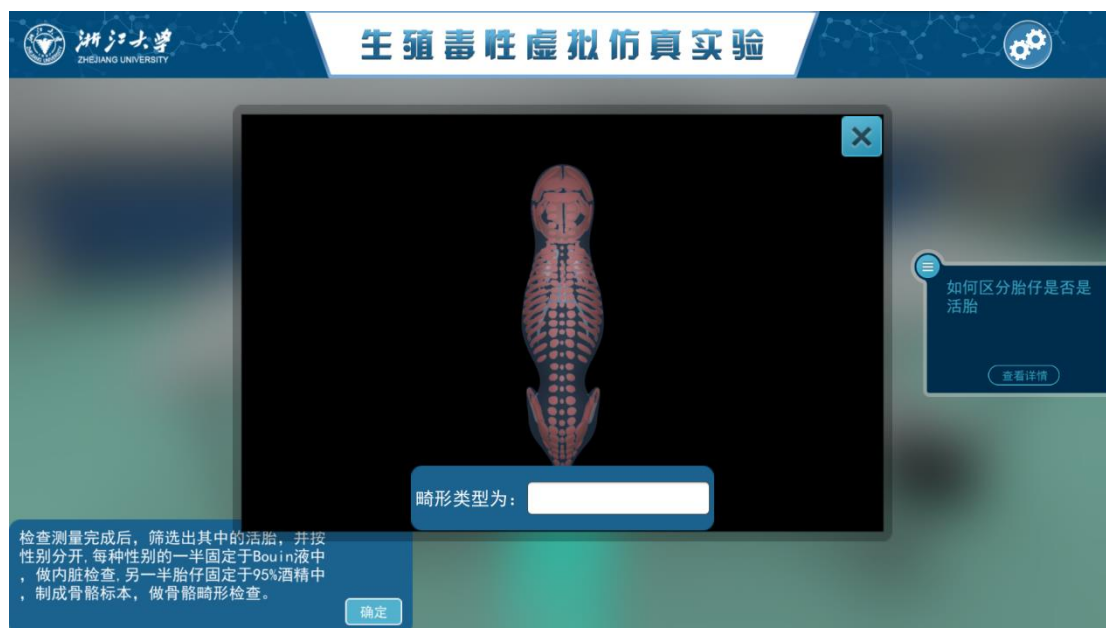 浙江大学
ZHEJIANG UNIVERSITY
生殖毒性虚拟仿真实验
如何区分胎仔是否是
活胎
查看详情
畸形类型为:
检查测量完成后, 筛选出其中的活胎, 并按
性别分开.每种性别的一半固定于Bouin液中
, 做内脏检查.另一半胎仔固定于95%酒精中
, 制成骨骼标本, 做骨骼畸形检查。
确定